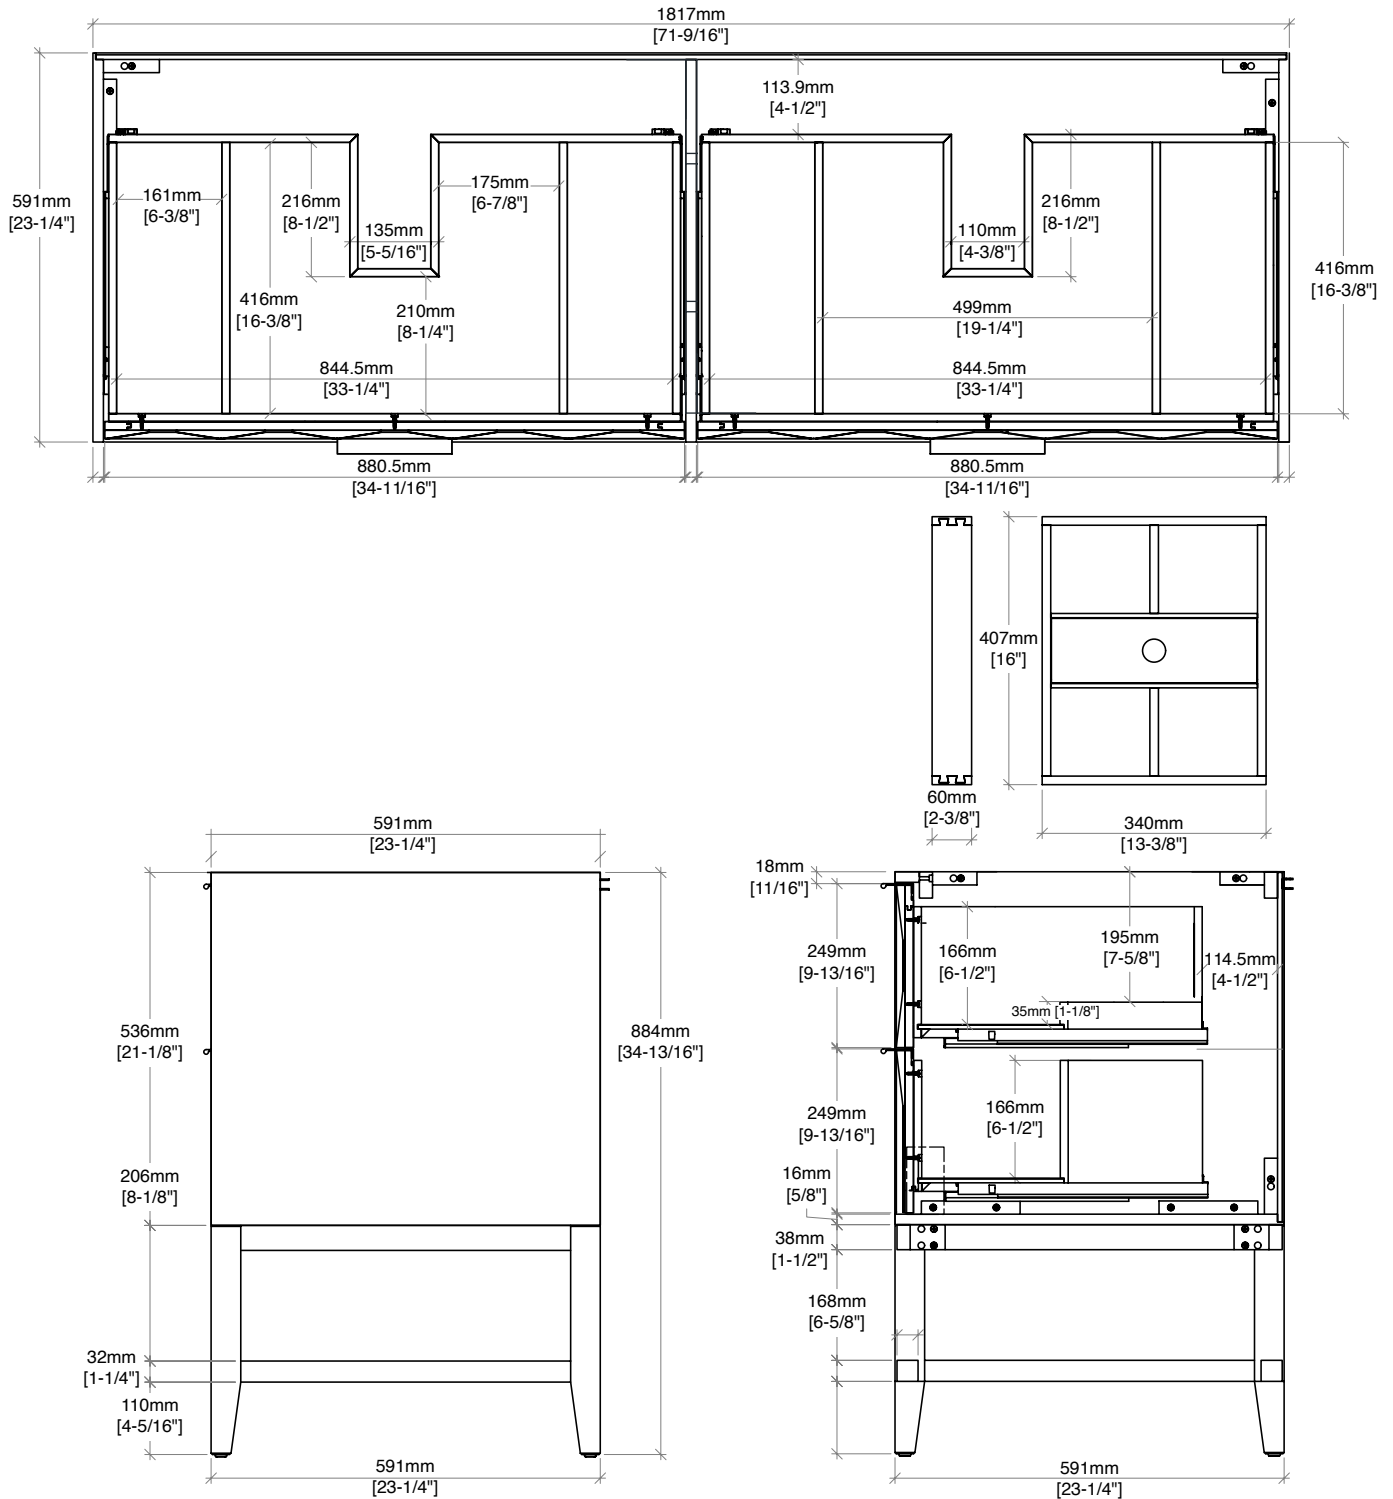 1817mm
[71-9/16"]
113.9mm
[4-1/2"]
591mm
[23-1/4"]
161mm
[6-3/8"]
216mm
[8-1/2"]
135mm
[5-5/16"]
175mm
[6-7/8"]
110mm
[4-3/8"]
216mm
[8-1/2"]
416mm
[16-3/8"]
416mm
[16-3/8"]
210mm
[8-1/4"]
499mm
[19-1/4"]
844.5mm
[33-1/4"]
844.5mm
[33-1/4"]
880.5mm
[34-11/16"]
880.5mm
[34-11/16"]
407mm
[16"]
60mm
[2-3/8"]
340mm
[13-3/8"]
591mm
[23-1/4"]
536mm
[21-1/8"]
884mm
[34-13/16"]
206mm
[8-1/8"]
32mm
[1-1/4"]
110mm
[4-5/16"]
591mm
[23-1/4"]
18mm
[11/16"]
249mm
[9-13/16"]
166mm
[6-1/2"]
195mm
[7-5/8"]
114.5mm
[4-1/2"]
35mm [1-1/8"]
249mm
[9-13/16"]
166mm
[6-1/2"]
16mm
[5/8"]
38mm
[1-1/2"]
168mm
[6-5/8"]
591mm
[23-1/4"]